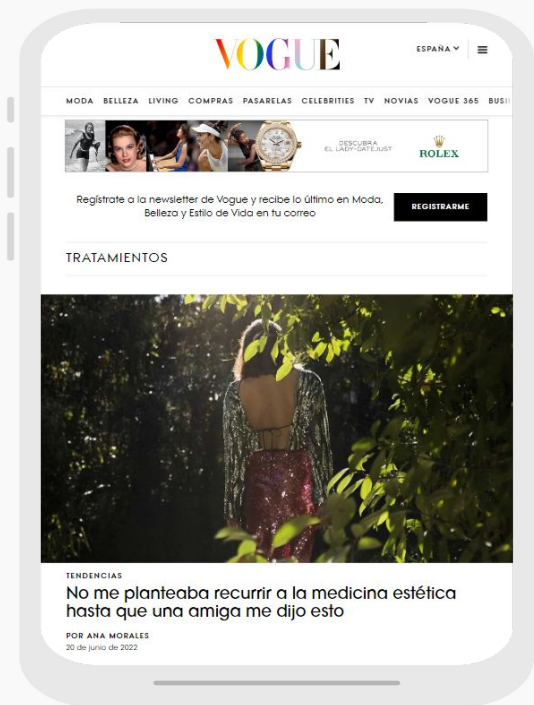 VOGUE
ESPAÑA
MODA BELLEZA LIVING COMPRAS PASARELAS CELEBRITIES TV NOVIAS VOGUE 365 BUSI
DESCUBRA
EL LADY-DATEJUST
ROLEX
Regístrate a la newsletter de Vogue y recibe lo último en Moda,
Belleza y Estilo de Vida en tu correo
REGISTRARME
TRATAMIENTOS
TENDENCIAS
No me planteaba recurrir a la medicina estética
hasta que una amiga me dijo esto
POR ANA MORALES
20 de junio de 2022